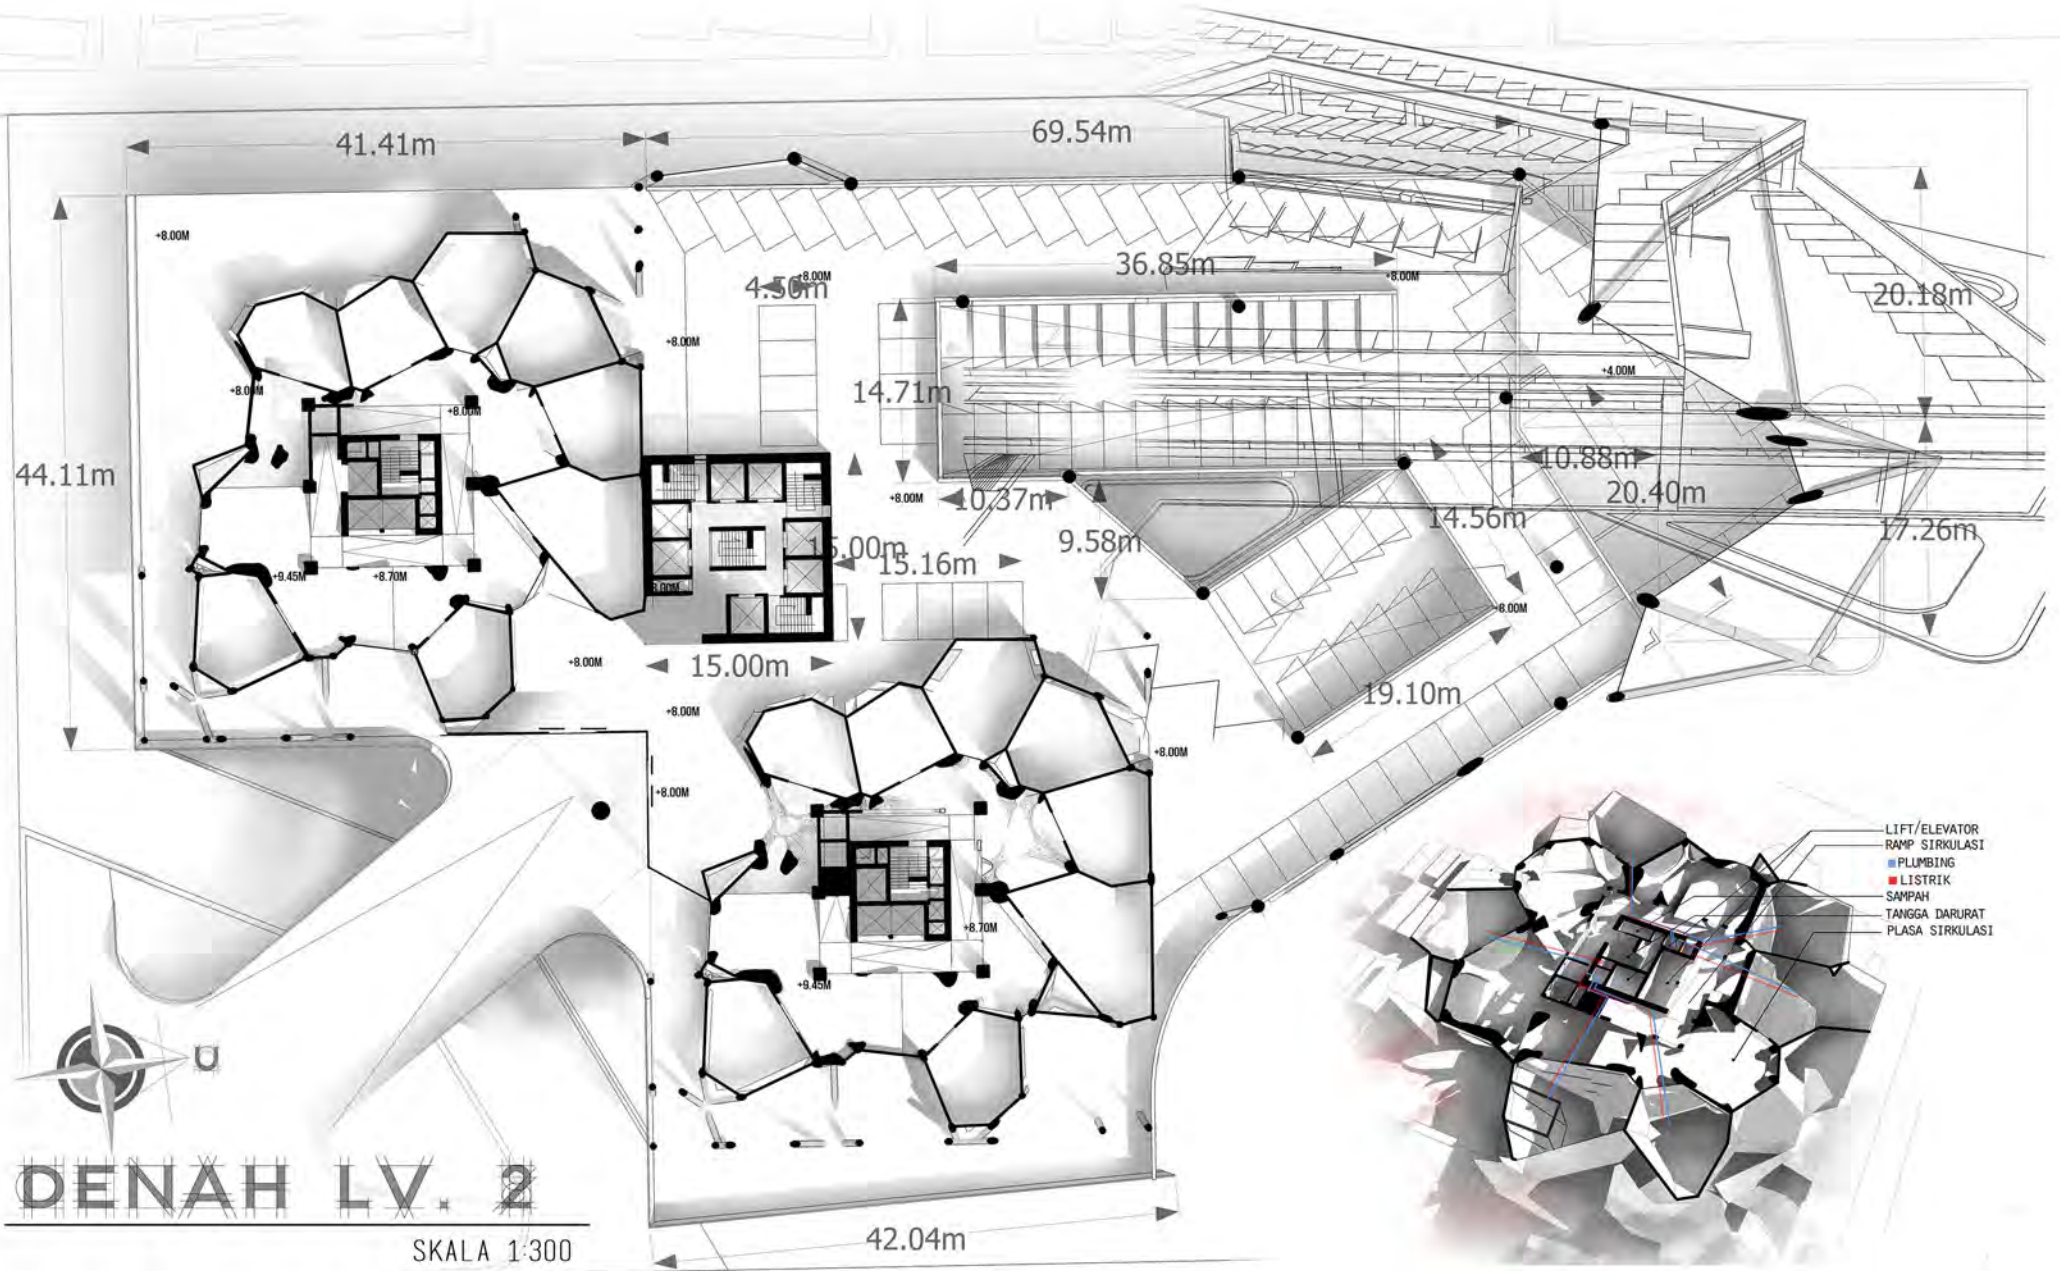 41.41m
69.54m
+8.00M
44.11m
36.85m
+8.00M
4.50m
+8.00M
20.18m
+8.00M
+4.00M
14.71m
+8.00M
10.88m
20.40m
+8.00M
10.37m
14.56m
17.26m
9.58m
15.16m
+9.45M
+8.70M
+8.00M
15.00m
+8.00M
19.10m
+8.00M
+8.00M
+8.00M
+8.70M
+9.45M
42.04m
LIFT/ELEVATOR
RAMP SIRKULASI
PLUMBING
LISTRIK
SAMPAH
TANGGA DARURAT
PLASA SIRKULASI
U
DENAH LV. 2
SKALA 1:300